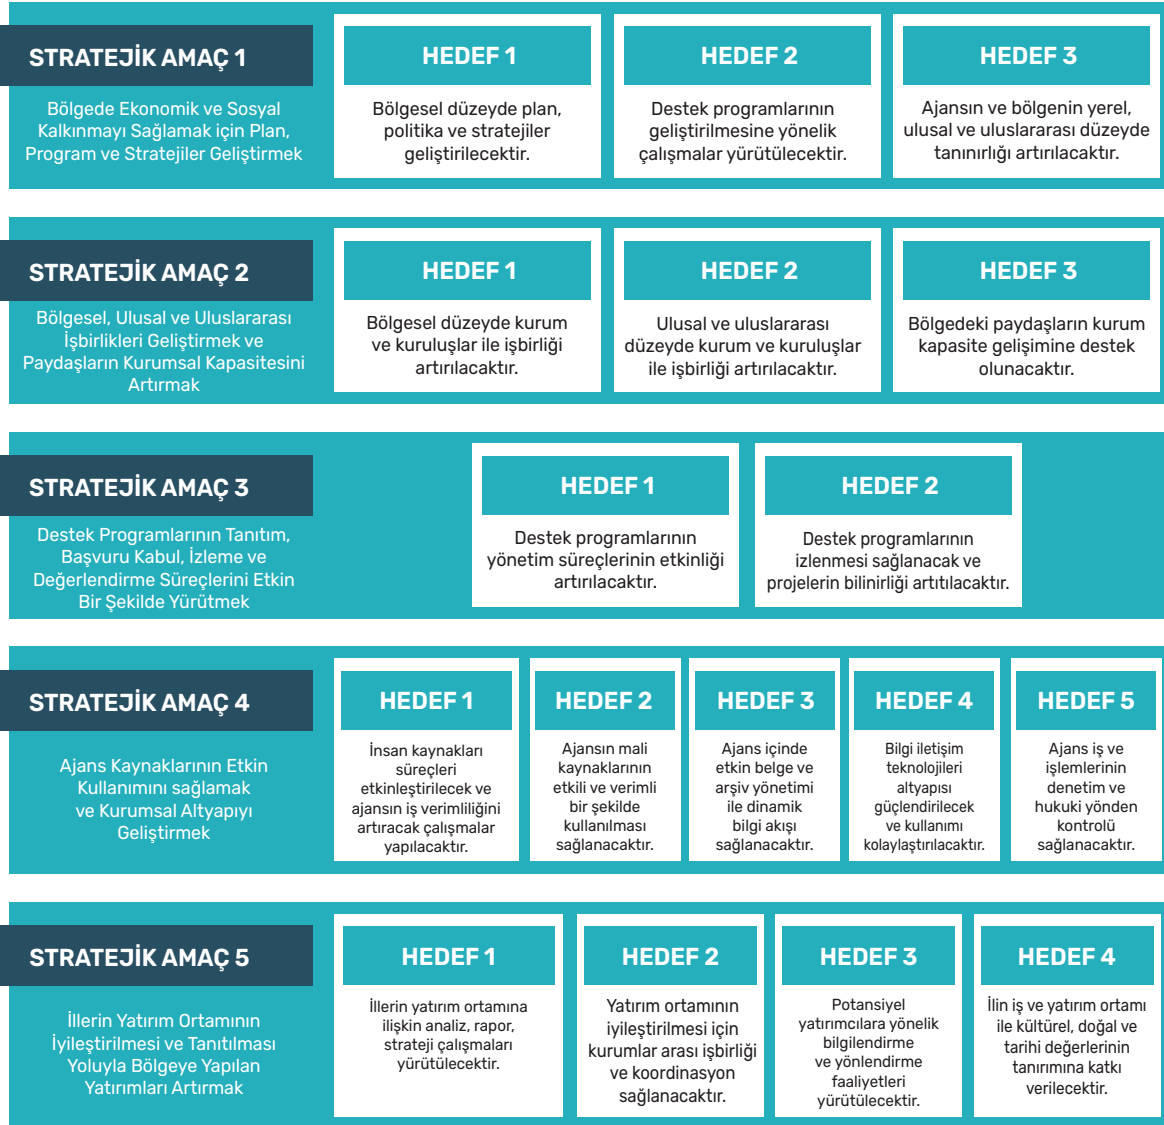 STRATEJİK AMAÇ 1
Bölgede Ekonomik ve Sosyal
Kalkınmayı Sağlamak için Plan,
Program ve Stratejiler Geliştirmek
HEDEF 1
Bölgesel düzeyde plan,
politika ve stratejiler
geliştirilecektir.
HEDEF 2
Destek programlarının
geliştirilmesine yönelik
çalışmalar yürütülecektir.
HEDEF 3
Ajansın ve bölgenin yerel,
ulusal ve uluslararası düzeyde
tanınırlığı artırılacaktır.
STRATEJİK AMAÇ 2
Bölgesel, Ulusal ve Uluslararası
İşbirlikleri Geliştirmek ve
Paydaşların Kurumsal Kapasitesini
Artırmak
HEDEF 1
Bölgesel düzeyde kurum
ve kuruluşlar ile işbirliği
artırılacaktır.
HEDEF 2
Ulusal ve uluslararası
düzeyde kurum ve kuruluşlar
ile işbirliği artırılacaktır.
HEDEF 3
Bölgedeki paydaşların kurum
kapasite gelişimine destek
olunacaktır.
STRATEJİK AMAÇ 3
Destek Programlarının Tanıtım,
Başvuru Kabul, İzleme ve
Değerlendirme Süreçlerini Etkin
Bir Şekilde Yürütmek
HEDEF 1
Destek programlarının
yönetim süreçlerinin etkinliği
artırılacaktır.
HEDEF 2
Destek programlarının
izlenmesi sağlanacak ve
projelerin bilinirliği artıtılacaktır.
STRATEJİK AMAÇ 4
Ajans Kaynaklarının Etkin
Kullanımını sağlamak
ve Kurumsal Altyapıyı
Geliştirmek
HEDEF 1
İnsan kaynakları
süreçleri
etkinleştirilecek ve
ajansın iş verimliliğini
artıracak çalışmalar
yapılacaktır.
HEDEF 2
Ajansın mali
kaynaklarının
etkili ve verimli
bir şekilde
kullanılması
sağlanacaktır.
HEDEF 3
Ajans içinde
etkin belge ve
arşiv yönetimi
ile dinamik
bilgi akışı
sağlanacaktır.
HEDEF 4
Bilgi iletişim
teknolojileri
altyapısı
güçlendirilecek
ve kullanımı
kolaylaştırılacaktır.
HEDEF 5
Ajans iş ve
işlemlerinin
denetim ve
hukuki yönden
kontrolü
sağlanacaktır.
STRATEJİK AMAÇ 5
İllerin Yatırım Ortamının
İyileştirilmesi ve Tanıtılması
Yoluyla Bölgeye Yapılan
Yatırımları Artırmak
HEDEF 1
İllerin yatırım ortamına
ilişkin analiz, rapor,
strateji çalışmaları
yürütülecektir.
HEDEF 2
Yatırım ortamının
iyileştirilmesi için
kurumlar arası işbirliği
ve koordinasyon
sağlanacaktır.
HEDEF 3
Potansiyel
yatırımcılara yönelik
bilgilendirme
ve yönlendirme
faaliyetleri
yürütülecektir.
HEDEF 4
İlin iş ve yatırım ortamı
ile kültürel, doğal ve
tarihi değerlerinin
tanırımına katkı
verilecektir.